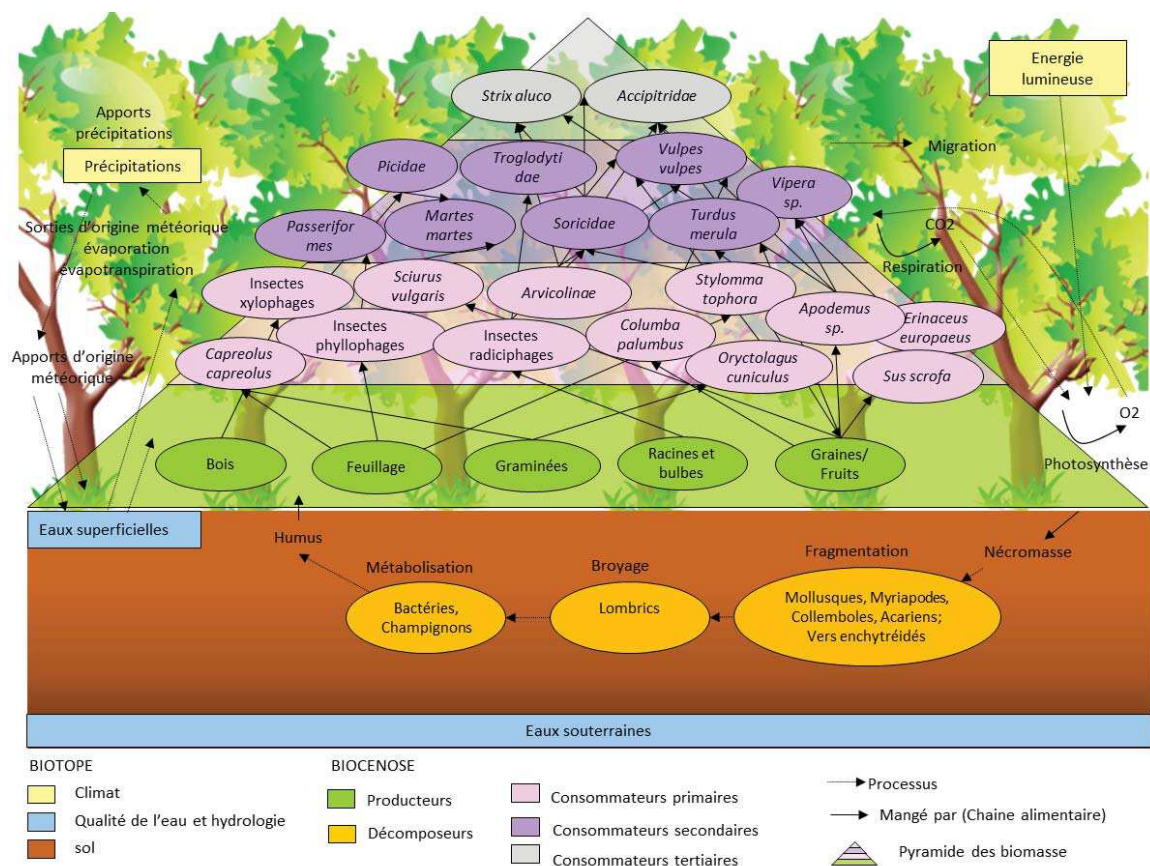 Energie
lumineuse
Strix aluco
Accipitridae
Apports
précipitations
Précipitations
Picidae
Troglodyti
dae
Vulpes
vulpes
Migration
Vipera
sp.
Sorties d'origine météorique
évaporation
évapotranspiration
Passerifor
mes
Martes
martes
Soricidae
Turdus
merula
CO2
Respiration
Insectes
xylophages
Sciurus
vulgaris
Arvicolinae
Stylomma
tophora
Apodemus
sp.
Erinaceus
europaeus
Apports d'origine
météorique
Capreolus
capreolus
Insectes
phyllophages
Insectes
radiciphages
Columba
palumbus
Oryctolagus
cuniculus
Sus scrofa
O2
Bois
Feuillage
Graminées
Racines et
bulbes
Graines/
Fruits
Photosynthèse
Eaux superficielles
Humus
Métabolisation
Broyage
Fragmentation
Nécromasse
Bactéries,
Champignons
Lombrics
Mollusques, Myriapodes,
Collemboles, Acariens;
Vers enchytréidés
Eaux souterraines
BIOTOPE
Climat
Qualité de l'eau et hydrologie
sol
BIOCENOSE
Producteurs
Décomposeurs
Consommateurs primaires
Consommateurs secondaires
Consommateurs tertiaires
Processus
Mangé par (Chaine alimentaire)
Pyramide des biomasse